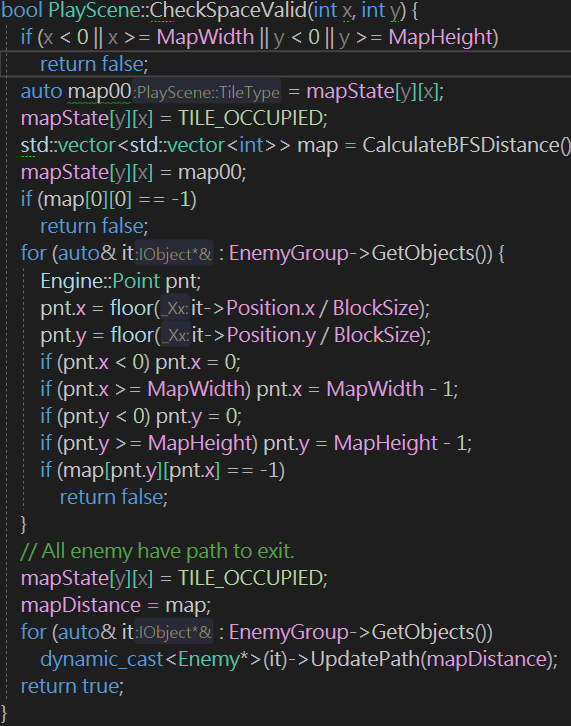 bool PlayScene::CheckSpaceValid(int x, int y) {
if (x < 0 || x >= MapWidth || y < 0 || y >= MapHeight)
return false;
auto map00:PlayScene::TileType = mapState[y][x];
mapState[y][x] = TILE_OCCUPIED;
std::vector<std::vector<int>> map = CalculateBFSDistance()
mapState[y][x] = map00;
if (map[0][0] == -1)
return false;
for (auto& it:IObject*& : EnemyGroup->GetObjects()) {
Engine::Point pnt;
pnt.x = floor(_Xx:it->Position.x / BlockSize);
pnt.y = floor(_Xx:it->Position.y / BlockSize);
if (pnt.x < 0) pnt.x = 0;
if (pnt.x >= MapWidth) pnt.x = MapWidth - 1;
if (pnt.y < 0) pnt.y = 0;
if (pnt.y >= MapHeight) pnt.y = MapHeight - 1;
if (map[pnt.y][pnt.x] == -1)
return false;
}
// All enemy have path to exit.
mapState[y][x] = TILE_OCCUPIED;
mapDistance = map;
for (auto& it:IObject*& : EnemyGroup->GetObjects())
dynamic_cast<Enemy*>(it)->UpdatePath(mapDistance);
return true;
}